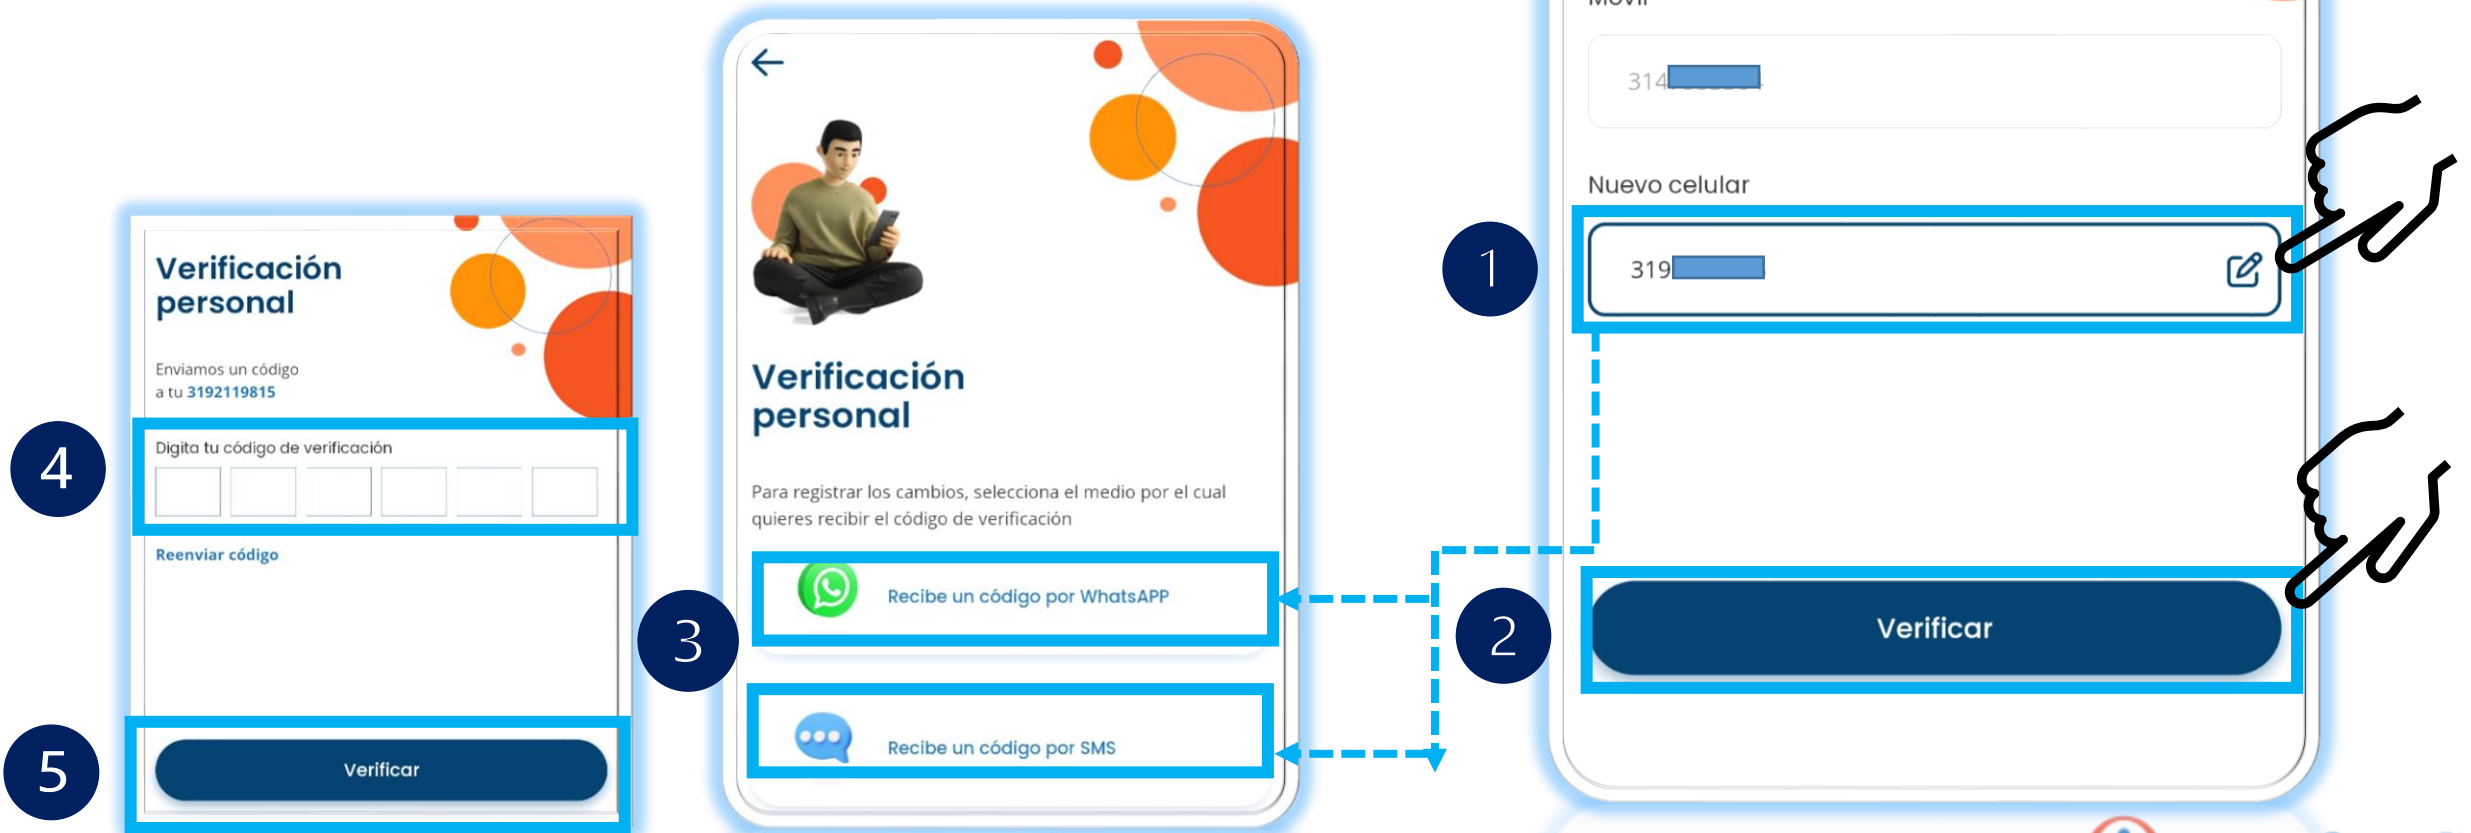 Verificación
personal
Enviamos un código
a tu 3192119815
4
Digita tu código de verificación
Reenviar código
5
Verificar
Verificación
personal
Para registrar los cambios, selecciona el medio por el cual
quieres recibir el código de verificación
3
Recibe un código por WhatsAPP
Recibe un código por SMS
314
Nuevo celular
1
319
2
Verificar